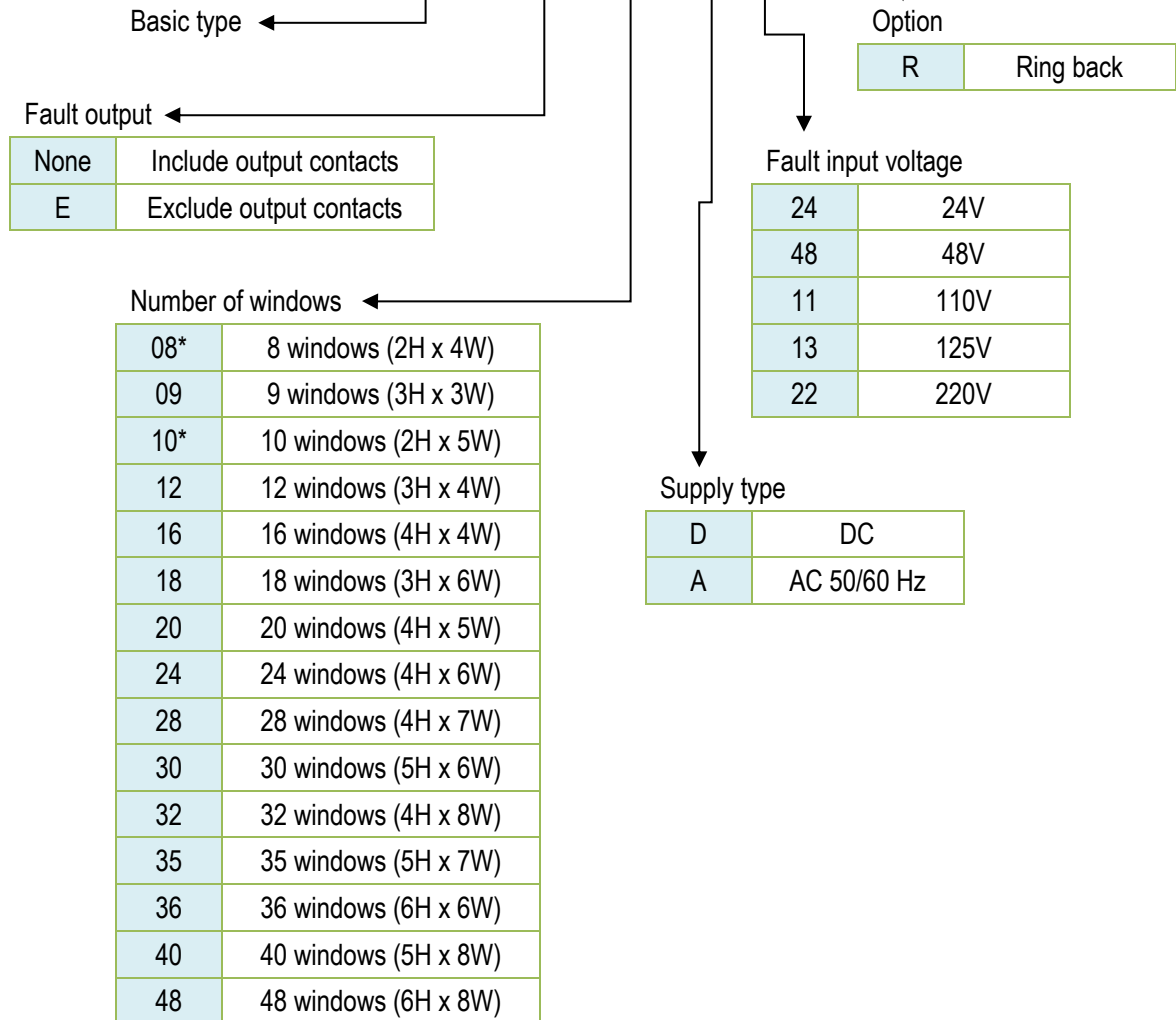 Basic type
Option
R Ring back
Fault output
None Include output contacts
E Exclude output contacts
Fault input voltage
24 24V
48 48V
11 110V
13 125V
22 220V
Number of windows
08* 8 windows (2H x 4W)
09 9 windows (3H x 3W)
10* 10 windows (2H x 5W)
12 12 windows (3H x 4W)
16 16 windows (4H x 4W)
18 18 windows (3H x 6W)
20 20 windows (4H x 5W)
24 24 windows (4H x 6W)
28 28 windows (4H x 7W)
30 30 windows (5H x 6W)
32 32 windows (4H x 8W)
35 35 windows (5H x 7W)
36 36 windows (6H x 6W)
40 40 windows (5H x 8W)
48 48 windows (6H x 8W)
Supply type
D DC
A AC 50/60 Hz